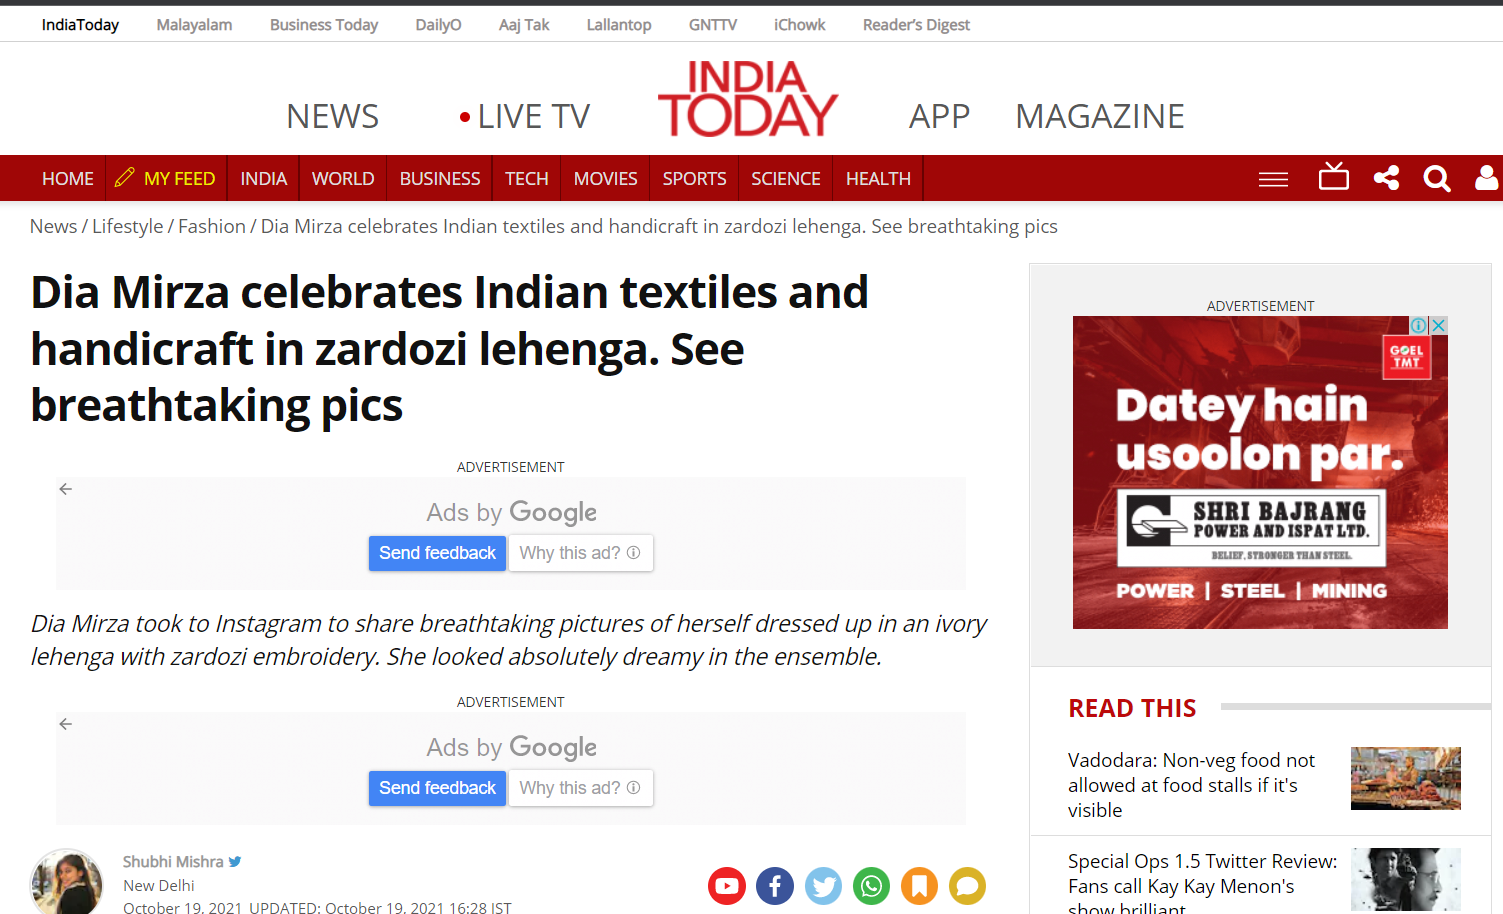 IndiaToday Malayalam Business Today DailyO Aaj Tak Lallantop GNTTV iChowk Reader's Digest
NEWS LIVE TV INDIA TODAY APP MAGAZINE
HOME MY FEED INDIA WORLD BUSINESS TECH MOVIES SPORTS SCIENCE HEALTH
News / Lifestyle / Fashion / Dia Mirza celebrates Indian textiles and handicraft in zardozi lehenga. See breathtaking pics
Dia Mirza celebrates Indian textiles and
handicraft in zardozi lehenga. See
breathtaking pics
ADVERTISEMENT
Ads by Google
Send feedback Why this ad?
Dia Mirza took to Instagram to share breathtaking pictures of herself dressed up in an ivory
lehenga with zardozi embroidery. She looked absolutely dreamy in the ensemble.
ADVERTISEMENT
Ads by Google
Send feedback Why this ad?
Shubhi Mishra
New Delhi
October 19, 2021 UPDATED: October 19, 2021 16:28 IST
ADVERTISEMENT
GOEL
TMT
Datey hain
usoolon par.
SHRI BAJRANG
POWER AND ISPAT LTD.
BELIEF, STRONGER THAN STEEL.
POWER | STEEL | MINING
READ THIS
Vadodara: Non-veg food not
allowed at food stalls if it's
visible
Special Ops 1.5 Twitter Review:
Fans call Kay Kay Menon's
show brilliant